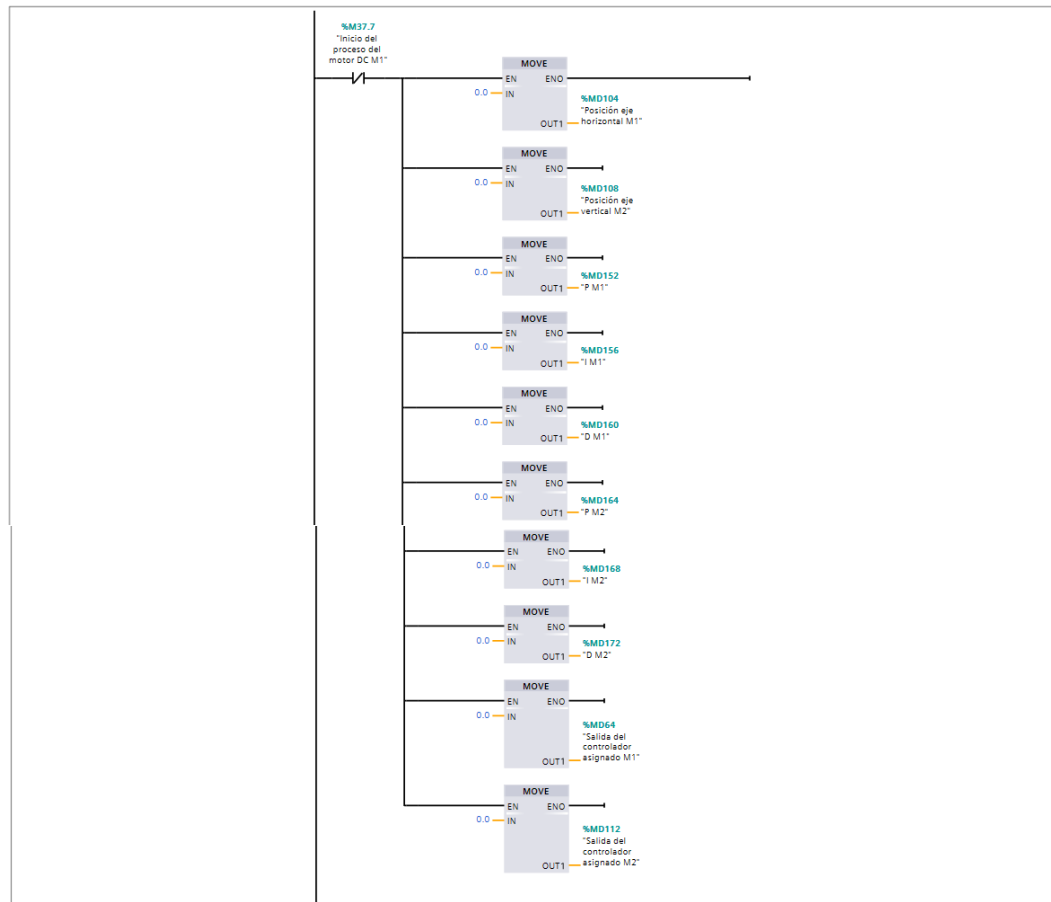 %M37.7
"Inicio del
proceso del
motor DC M1"
MOVE
EN ENO
0.0 IN
%MD104
"Posición eje
horizontal M1"
OUT1
MOVE
EN ENO
0.0 IN
%MD108
"Posición eje
vertical M2"
OUT1
MOVE
EN ENO
0.0 IN
%MD152
OUT1 "P M1"
MOVE
EN ENO
0.0 IN
%MD156
OUT1 "I M1"
MOVE
EN ENO
0.0 IN
%MD160
OUT1 "D M1"
MOVE
EN ENO
0.0 IN
%MD164
OUT1 "P M2"
MOVE
EN ENO
0.0 IN
%MD168
OUT1 "I M2"
MOVE
EN ENO
0.0 IN
%MD172
OUT1 "D M2"
MOVE
EN ENO
0.0 IN
%MD64
"Salida del
controlador
asignado M1"
OUT1
MOVE
EN ENO
0.0 IN
%MD112
"Salida del
controlador
asignado M2"
OUT1